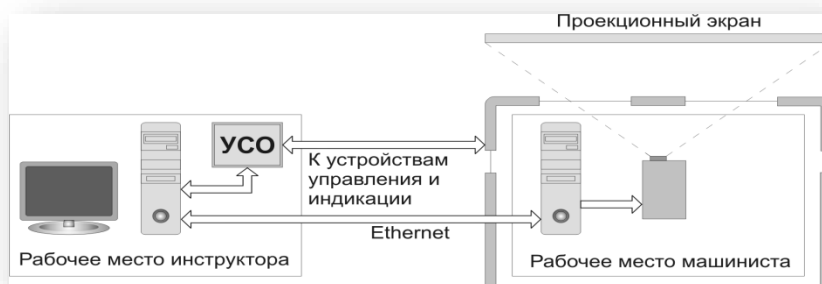 Проекционный экран
УСО
К устройствам
управления и
индикации
Ethernet
Рабочее место инструктора
Рабочее место машиниста